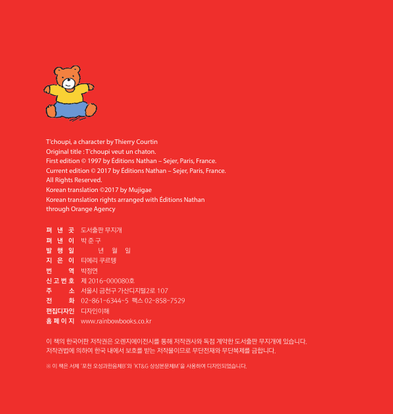 T'choupi, a character by Thierry Courtin
Original title : T'choupi veut un chaton.
First edition © 1997 by Éditions Nathan – Sejer, Paris, France.
Current edition © 2017 by Éditions Nathan – Sejer, Paris, France.
All Rights Reserved.
Korean translation ©2017 by Mujigae
Korean translation rights arranged with Éditions Nathan
through Orange Agency
펴 낸 곳 도서출판 무지개
펴 낸 이 박준구
발 행 일 년 월 일
지 은 이 티에리 쿠르탱
번 역 박정연
신고번호 제 2016-000080호
주 소 서울시 금천구 가산디지털2로 107
전 화 02-861-6344~5 팩스 02-858-7529
편집디자인 디자인이래
홈페이지 www.rainbowbooks.co.kr
이 책의 한국어판 저작권은 오렌지에이전시를 통해 저작권사와 독점 계약한 도서출판 무지개에 있습니다.
저작권법에 의하여 한국 내에서 보호를 받는 저작물이므로 무단전재와 무단복제를 금합니다.
※ 이 책은 서체 '포천 오성과한음체B'와 'KT&G 상상본문체M'을 사용하여 디자인되었습니다.